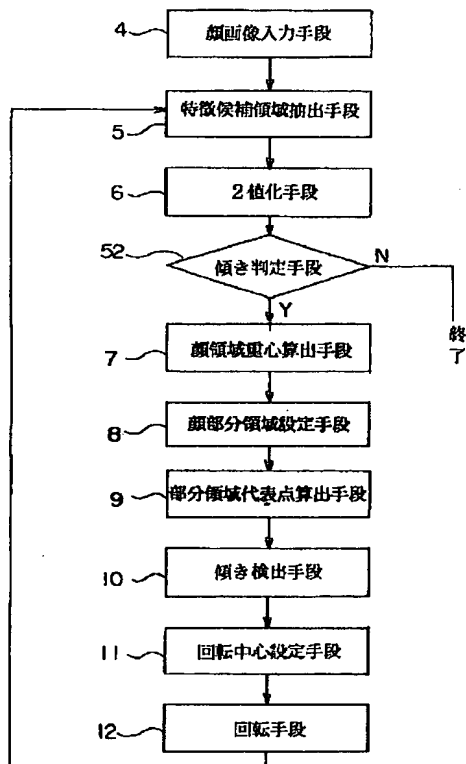 4 顔画像入力手段
5 特徴候補領域抽出手段
6 2値化手段
52 傾き判定手段 N
Y
終了
7 顔領域重心算出手段
8 顔部分領域設定手段
9 部分領域代表点算出手段
10 傾き検出手段
11 回転中心設定手段
12 回転手段